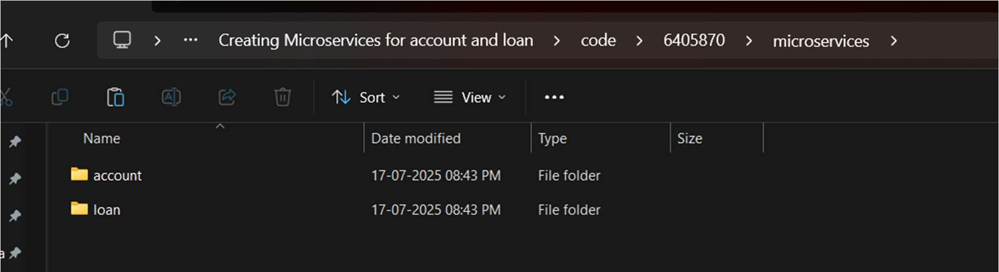 Creating Microservices for account and loan > code > 6405870 > microservices >
Sort View
Name Date modified Type Size
account 17-07-2025 08:43 PM File folder
loan 17-07-2025 08:43 PM File folder
a